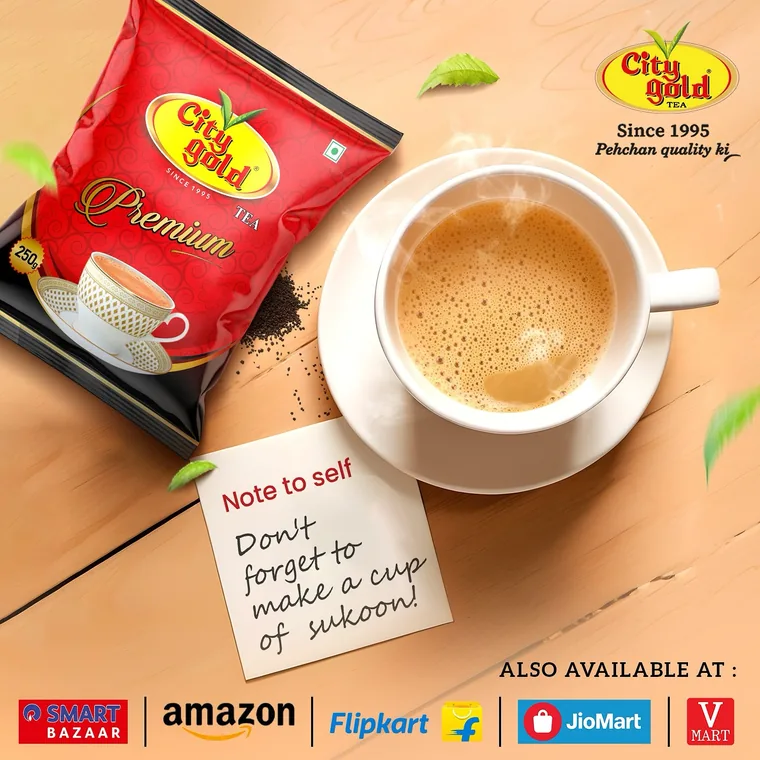 City
gold
SINCE 1995
TEA
Premium
250g
City
gold
TEA
Since 1995
Pehchan quality ki
Note to self
Don't
forget to
make a cup
of sukoon!
ALSO AVAILABLE AT :
SMART
BAZAAR
amazon
Flipkart
JioMart
V
MART